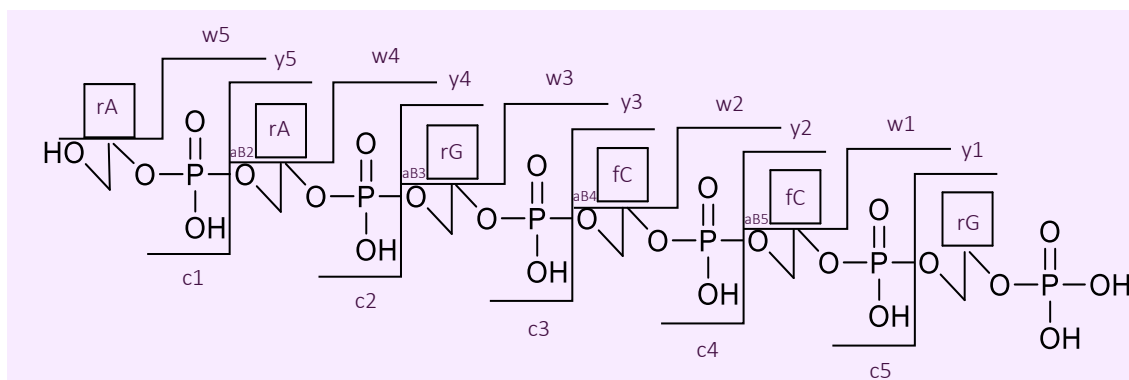 w5
y5
w4
y4
w3
y3
w2
y2
w1
y1
rA
rA
rG
fC
fC
rG
aB2
aB3
aB4
aB5
HO
O
P
O
OH
O
O
P
O
OH
O
O
P
O
OH
O
O
P
O
OH
O
O
P
O
OH
O
O
P
O
OH
OH
c1
c2
c3
c4
c5